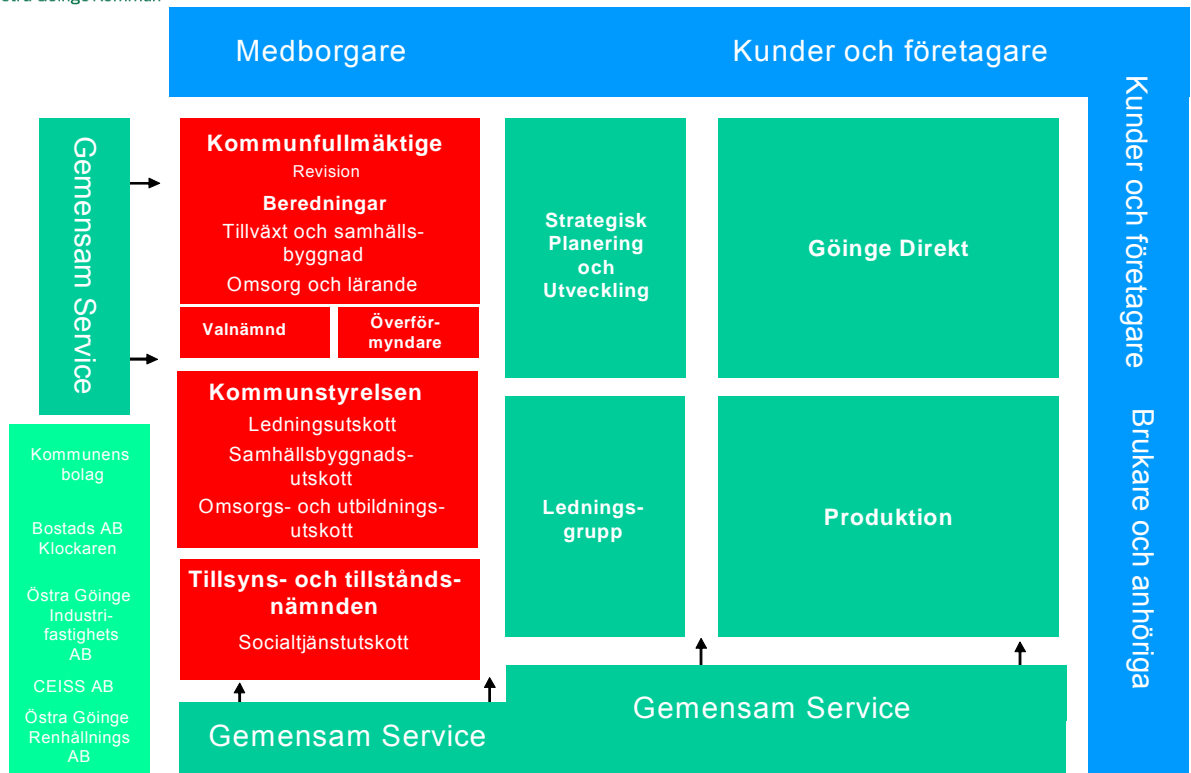 Östra Göinge Kommun
Medborgare
Kunder och företagare
Kunder och företagare
Brukare och anhöriga
Gemensam Service
Kommunfullmäktige
Revision
Beredningar
Tillväxt och samhälls-
byggnad
Omsorg och lärande
Valnämnd
Överför-
myndare
Kommunstyrelsen
Ledningsutskott
Samhällsbyggnads-
utskott
Omsorgs- och utbildnings-
utskott
Tillsyns- och tillstånds-
nämnden
Socialtjänstutskott
Strategisk
Planering
och
Utveckling
Göinge Direkt
Lednings-
grupp
Produktion
Kommunens
bolag
Bostads AB
Klockaren
Östra Göinge
Industri-
fastighets
AB
CEISS AB
Östra Göinge
Renhållnings
AB
Gemensam Service
Gemensam Service